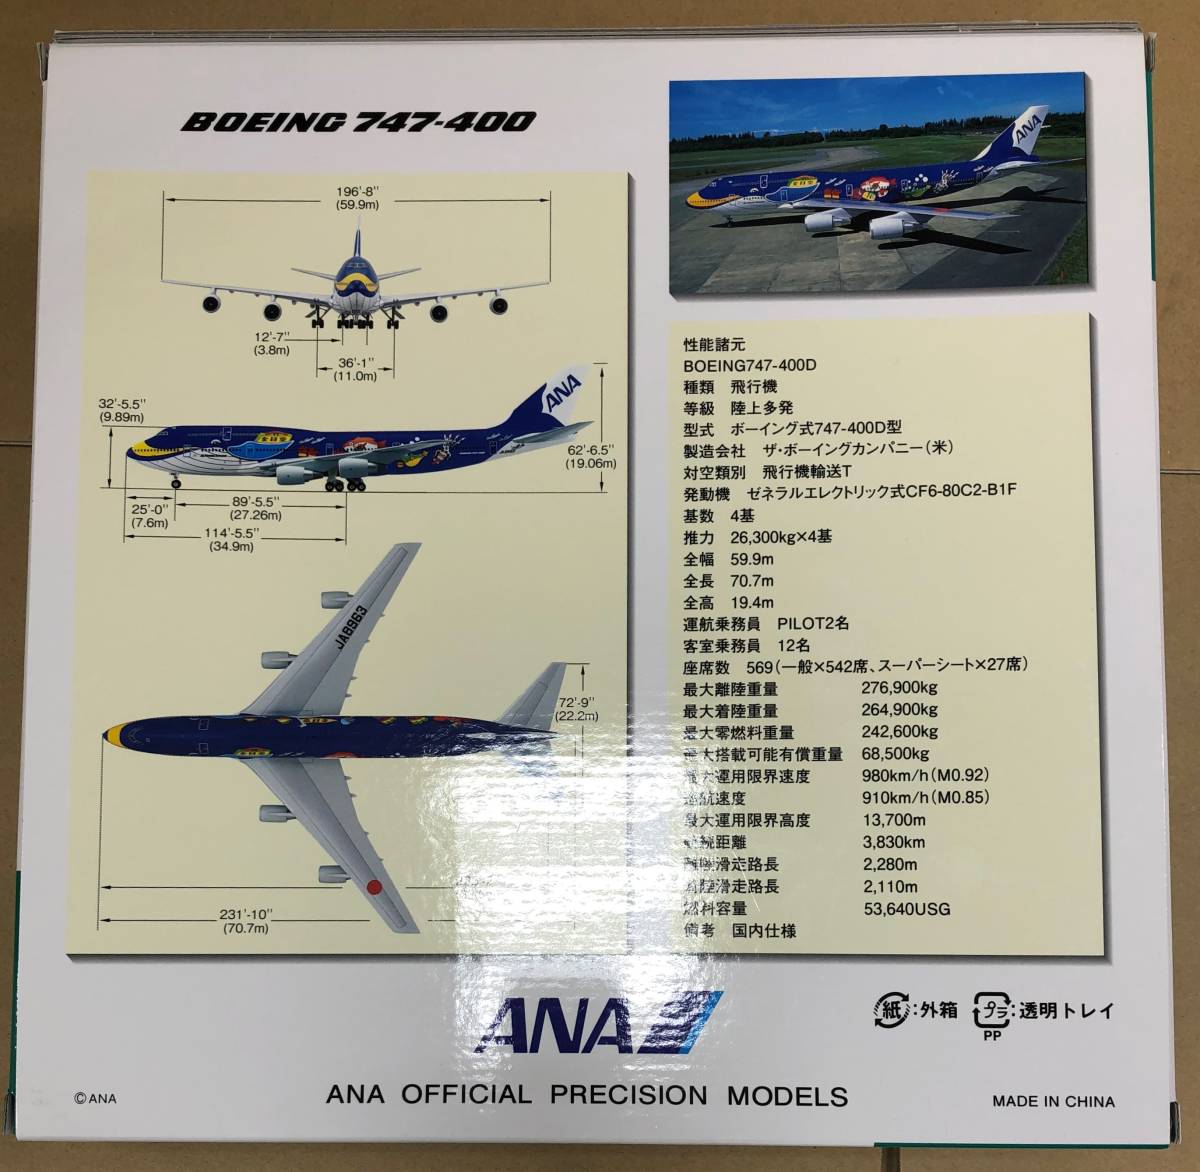 BOEING 747-400
196'-8"
(59.9m)
12'-7"
(3.8m)
36'-1"
(11.0m)
32'-5.5"
(9.89m)
ANA
62'-6.5"
(19.06m)
25'-0"
(7.6m)
89'-5.5"
(27.26m)
114'-5.5"
(34.9m)
JA8963
72'-9"
(22.2m)
231'-10"
(70.7m)
ANA
性能諸元
BOEING747-400D
種類 飛行機
等級 陸上多発
型式 ボーイング式747-400D型
製造会社 ザ・ボーイングカンパニー(米)
対空類別 飛行機輸送T
発動機 ゼネラルエレクトリック式CF6-80C2-B1F
基数 4基
推力 26,300kg×4基
全幅 59.9m
全長 70.7m
全高 19.4m
運航乗務員 PILOT2名
客室乗務員 12名
座席数 569(一般×542席、スーパーシート×27席)
最大離陸重量 276,900kg
最大着陸重量 264,900kg
最大零燃料重量 242,600kg
最大搭載可能有償重量 68,500kg
最大運用限界速度 980km/h(M0.92)
巡航速度 910km/h(M0.85)
最大運用限界高度 13,700m
航続距離 3,830km
離陸滑走路長 2,280m
着陸滑走路長 2,110m
燃料容量 53,640USG
備考 国内仕様
紙:外箱 プラ:透明トレイ
PP
ANA
ANA OFFICIAL PRECISION MODELS
©ANA
MADE IN CHINA